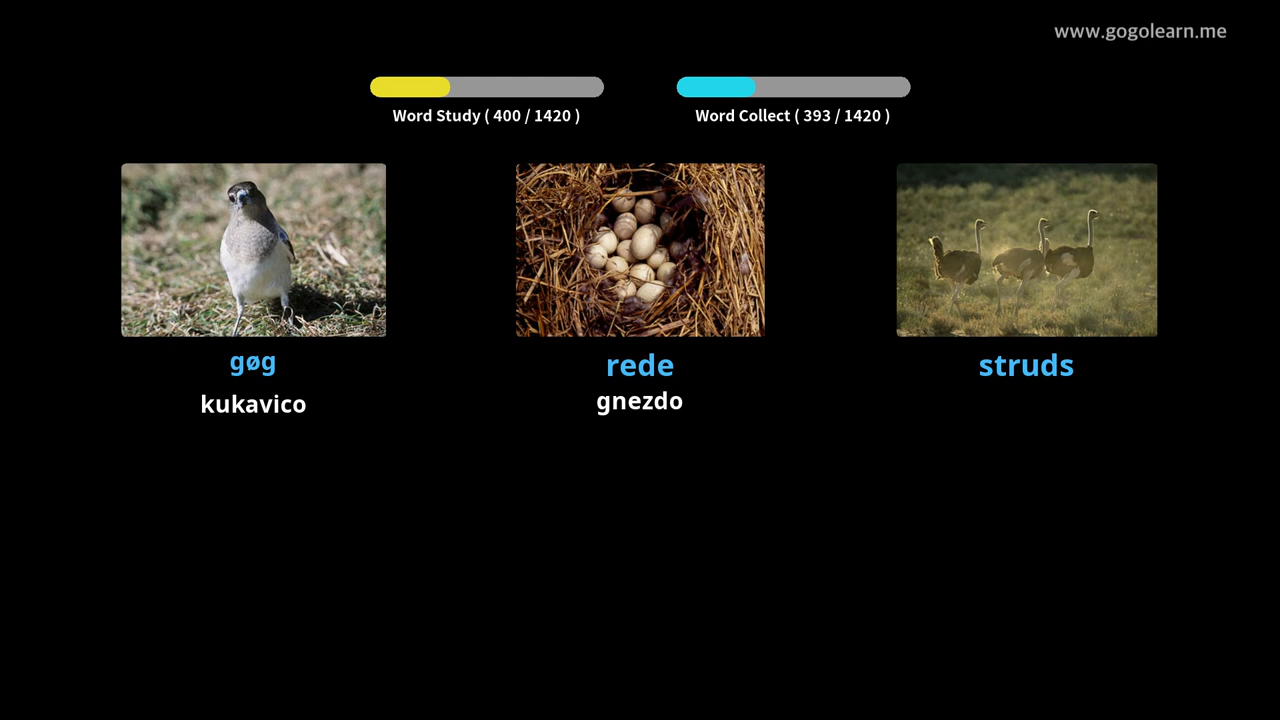 www.gogolearn.me
Word Study ( 400 / 1420 )
Word Collect ( 393 / 1420 )
gøg
kukavico
rede
gnezdo
struds